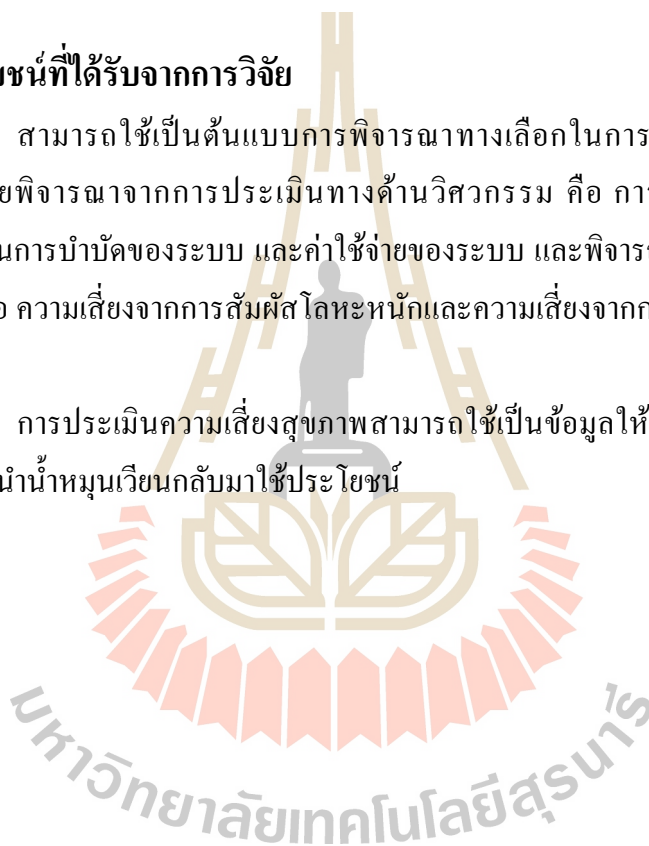 ยชน์ที่ได้รับจากการวิจัย
สามารถใช้เป็นต้นแบบการพิจารณาทางเลือกในการ
ยพิจารณาจากการประเมินทางด้านวิศวกรรม คือ การ
นการบำบัดของระบบ และค่าใช้จ่ายของระบบ และพิจาร
อ ความเสี่ยงจากการสัมผัสโลหะหนักและความเสี่ยงจากก
การประเมินความเสี่ยงสุขภาพสามารถใช้เป็นข้อมูลให้
นำน้ำหมุนเวียนกลับมาใช้ประโยชน์
มหาวิทยาลัยเทคโนโลยีสุรนารี